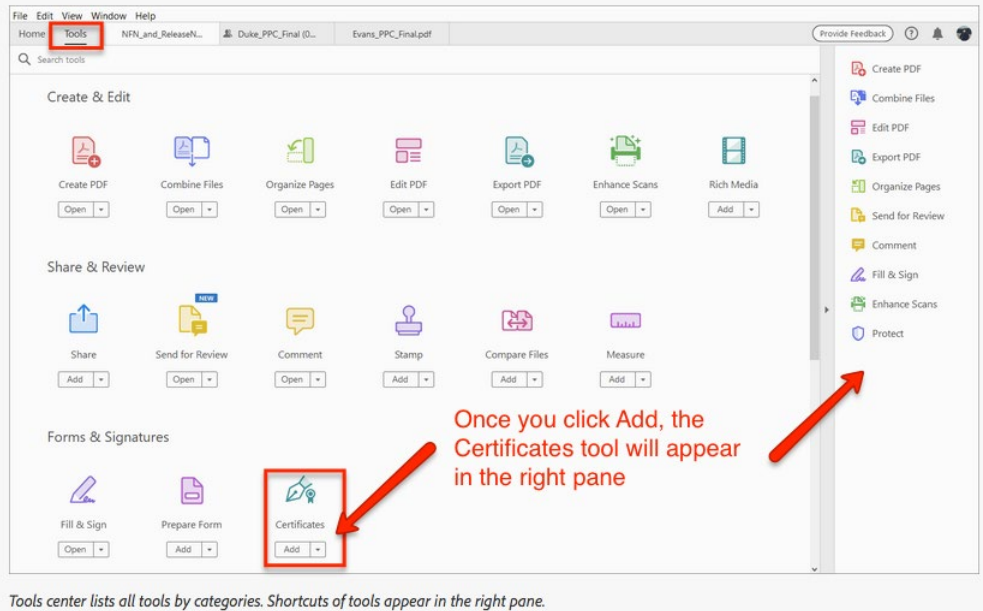 File Edit View Window Help
Home Tools NFN_and_ReleaseN... Duke_PPC_Final (0... Evans_PPC_Final.pdf Provide Feedback ?
Search tools
Create & Edit
Create PDF Combine Files Organize Pages Edit PDF Export PDF Enhance Scans Rich Media
Open Open Open Open Open Open Add
Share & Review
NEW
Share Send for Review Comment Stamp Compare Files Measure
Add Open Open Add Add Add
Forms & Signatures
Fill & Sign Prepare Form Certificates
Open Add Add
Once you click Add, the
Certificates tool will appear
in the right pane
Create PDF
Combine Files
Edit PDF
Export PDF
Organize Pages
Send for Review
Comment
Fill & Sign
Enhance Scans
Protect
Tools center lists all tools by categories. Shortcuts of tools appear in the right pane.